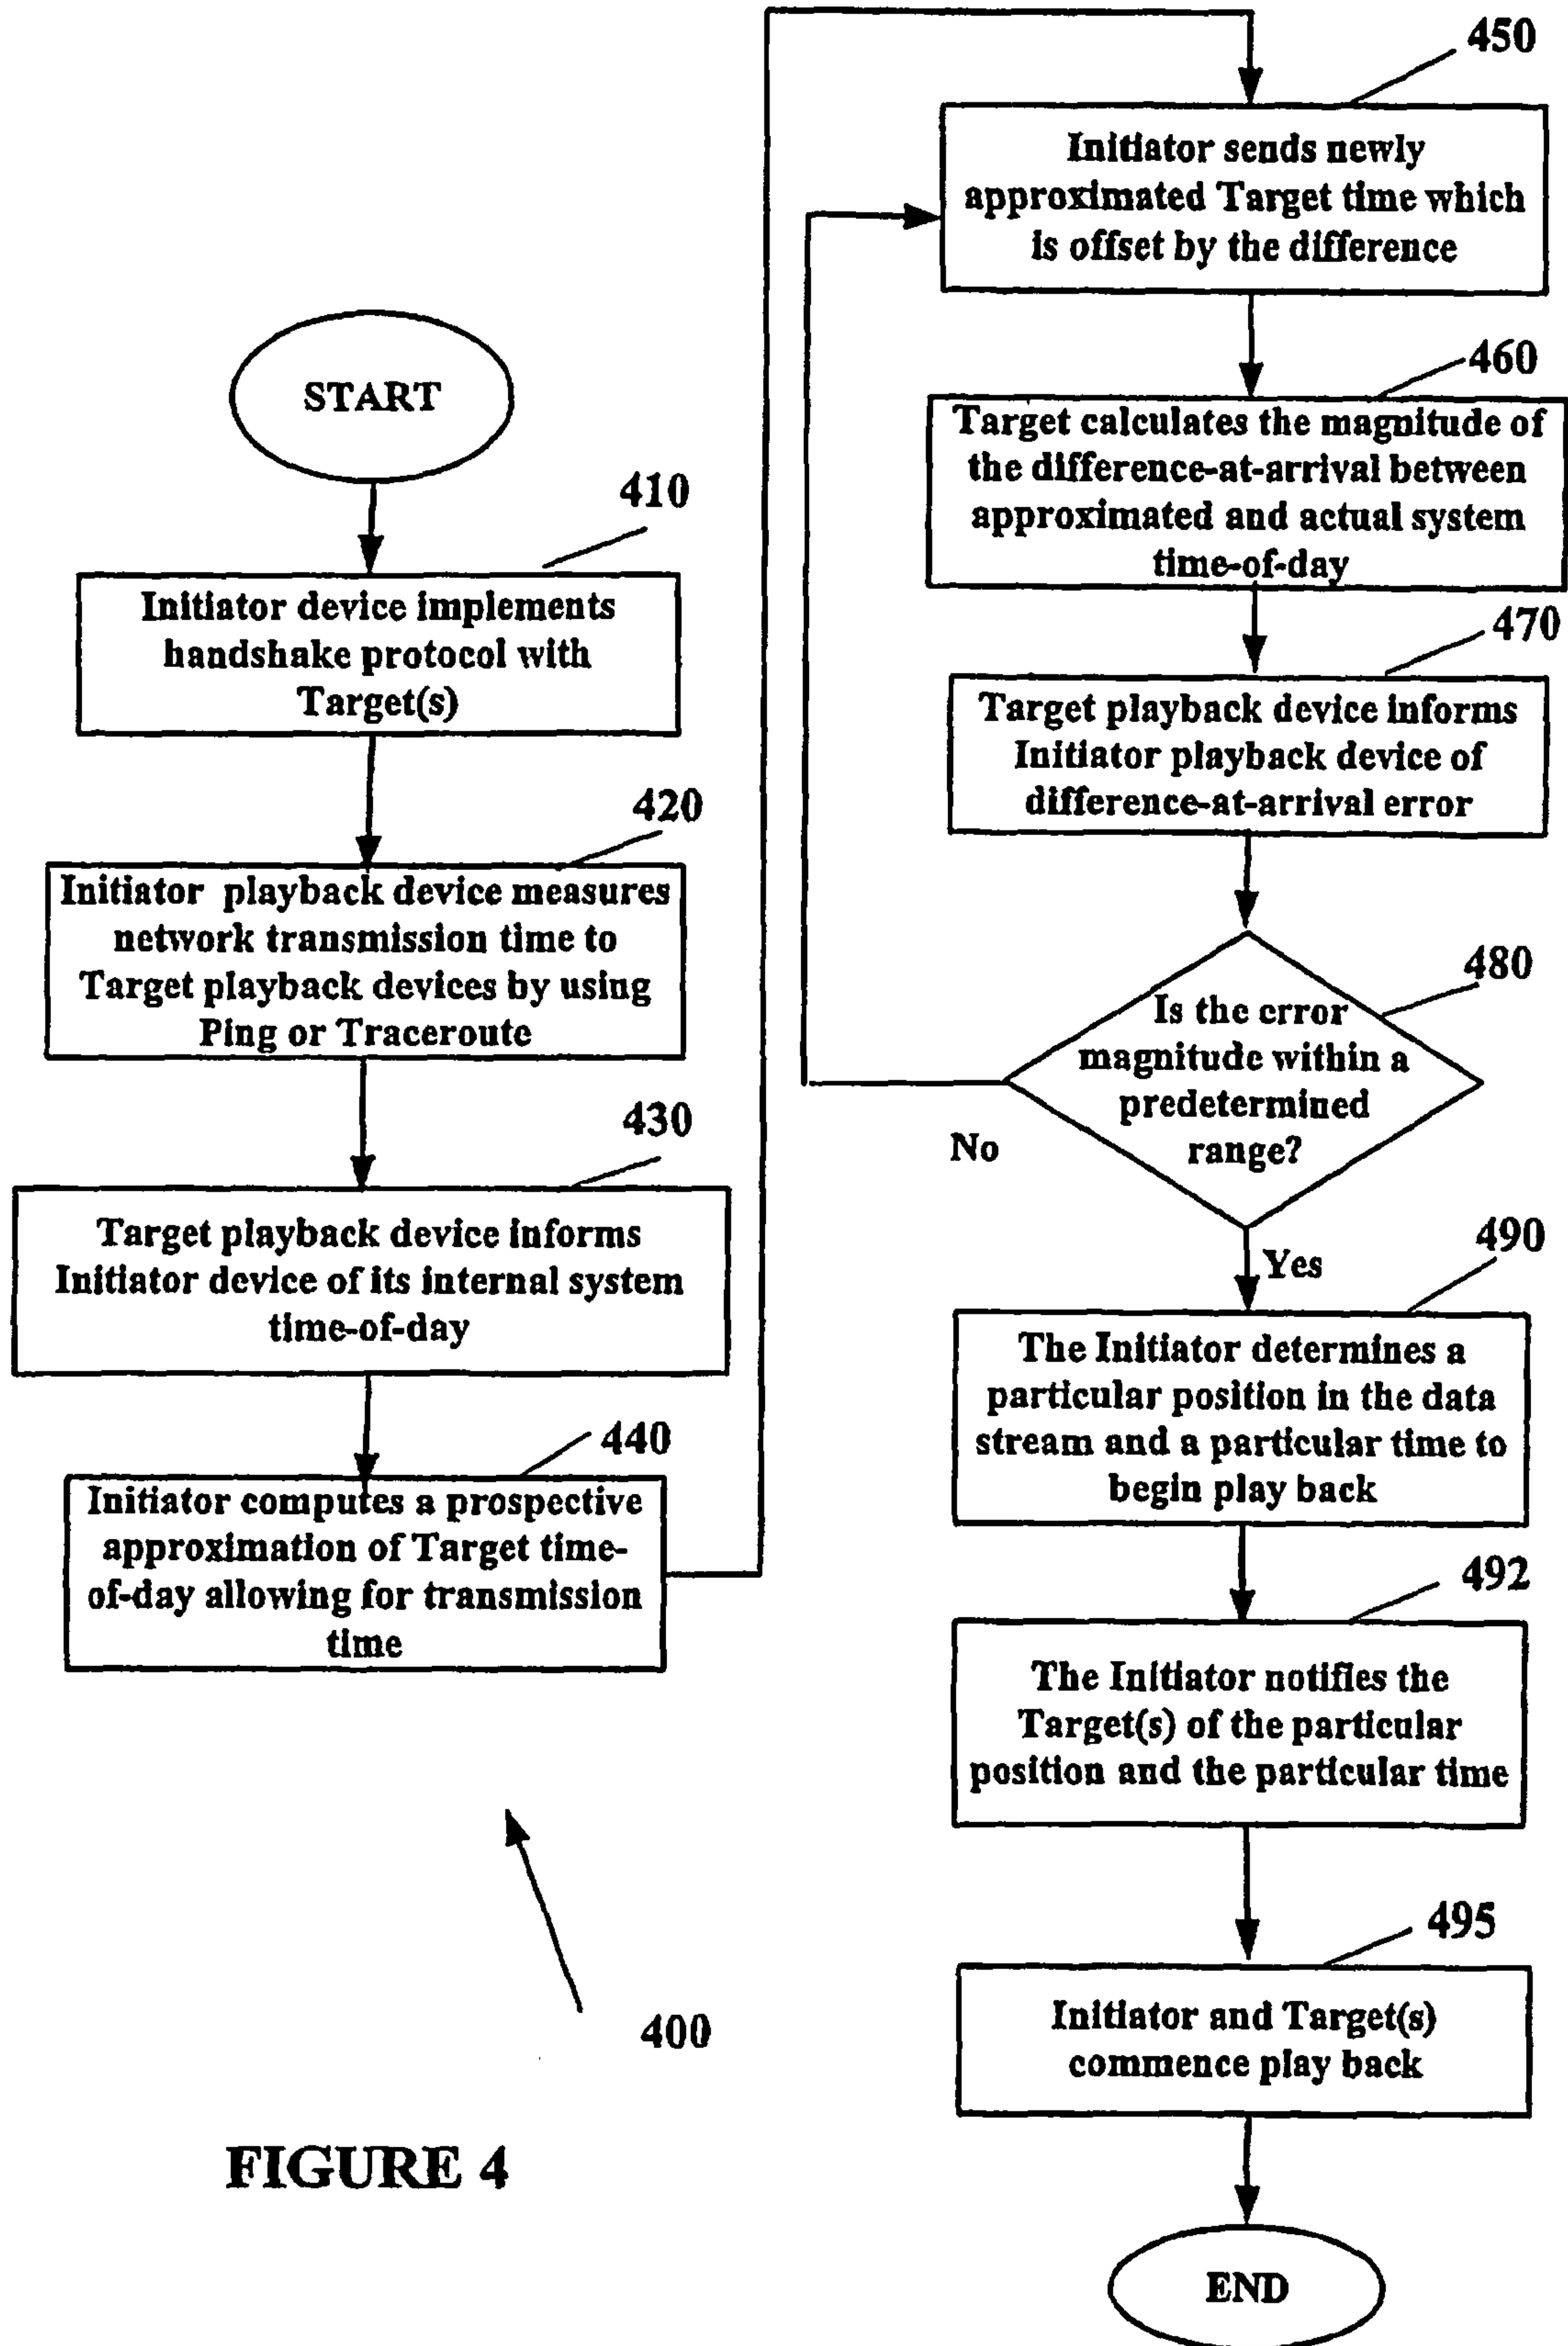 START
410
Initiator device implements
handshake protocol with
Target(s)
420
Initiator playback device measures
network transmission time to
Target playback devices by using
Ping or Traceroute
430
Target playback device informs
Initiator device of its internal system
time-of-day
440
Initiator computes a prospective
approximation of Target time-
of-day allowing for transmission
time
450
Initiator sends newly
approximated Target time which
is offset by the difference
460
Target calculates the magnitude of
the difference-at-arrival between
approximated and actual system
time-of-day
470
Target playback device informs
Initiator playback device of
difference-at-arrival error
480
Is the error
magnitude within a
predetermined
range?
No
Yes
490
The Initiator determines a
particular position in the data
stream and a particular time to
begin play back
492
The Initiator notifies the
Target(s) of the particular
position and the particular time
495
Initiator and Target(s)
commence play back
END
400
FIGURE 4